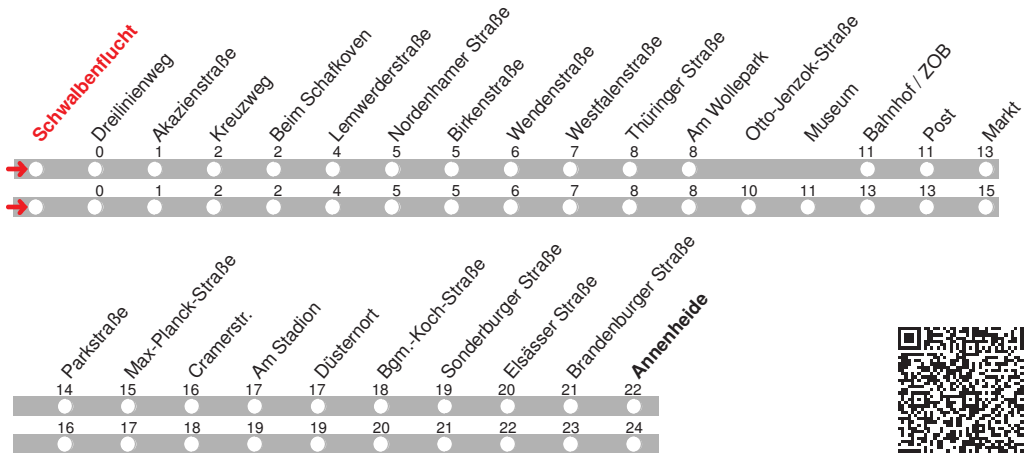 Schwalbenflucht
Dreilinienweg
Akazienstraße
Kreuzweg
Beim Schafkoven
Lemwerderstraße
Nordenhamer Straße
Birkenstraße
Wendenstraße
Westfalenstraße
Thüringer Straße
Am Wollepark
Otto-Jenzok-Straße
Museum
Bahnhof / ZOB
Post
Markt
0 1 2 2 4 5 5 6 7 8 8 11 11 13
0 1 2 2 4 5 5 6 7 8 8 10 11 13 13 15
Parkstraße
Max-Planck-Straße
Cramerstr.
Am Stadion
Düsternort
Bgm.-Koch-Straße
Sonderburger Straße
Elsässer Straße
Brandenburger Straße
Annenheide
14 15 16 17 17 18 19 20 21 22
16 17 18 19 19 20 21 22 23 24